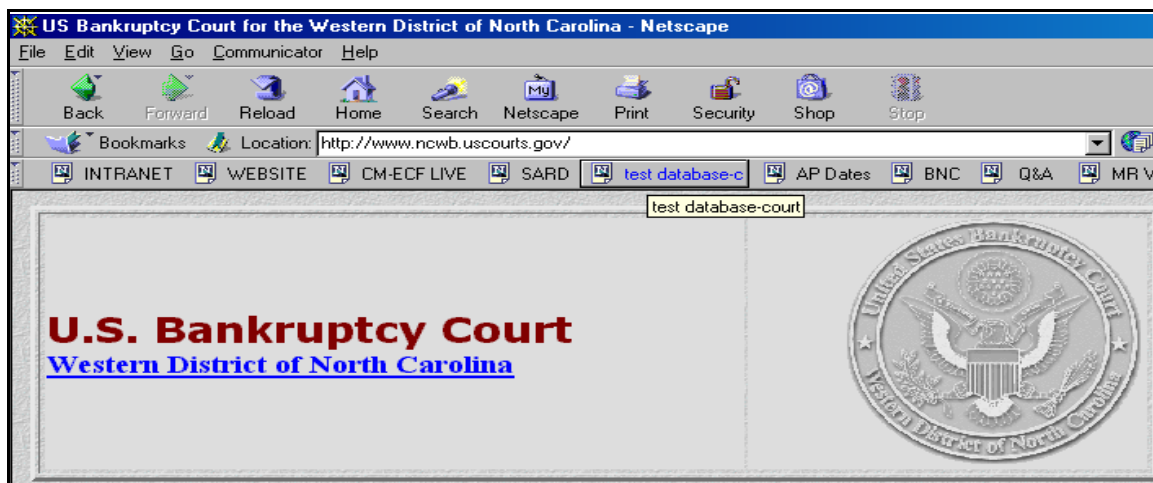 US Bankruptcy Court for the Western District of North Carolina - Netscape
File Edit View Go Communicator Help
Back Forward Reload Home Search Netscape Print Security Shop Stop
Bookmarks Location: http://www.ncwb.uscourts.gov/
INTRANET WEBSITE CM-ECF LIVE SARD test database-c AP Dates BNC Q&A MR V
test database-court
U.S. Bankruptcy Court
Western District of North Carolina
United States Bankruptcy Court
Western District of North Carolina